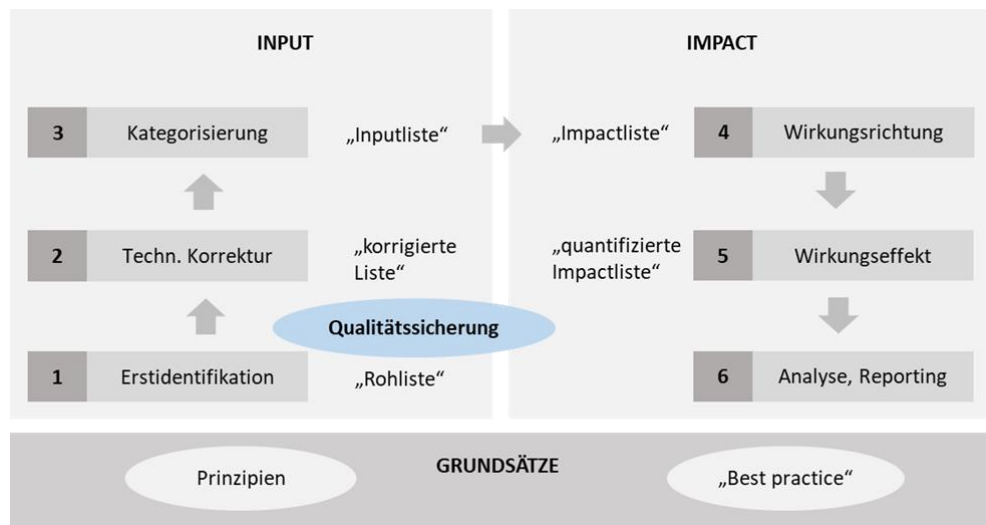 INPUT
3
Kategorisierung
„Inputliste“
2
Techn. Korrektur
„korrigierte
Liste“
Qualitätssicherung
1
Erstidentifikation
„Rohliste“
IMPACT
„Impactliste“
4
Wirkungsrichtung
„quantifizierte
Impactliste“
5
Wirkungseffekt
6
Analyse, Reporting
GRUNDSÄTZE
Prinzipien
„Best practice“